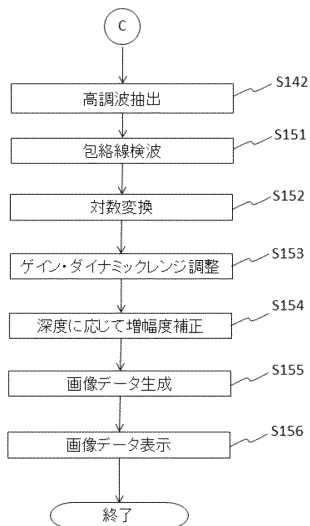 C
S142
高調波抽出
S151
包絡線検波
S152
対数変換
S153
ゲイン・ダイナミックレンジ調整
S154
深度に応じて増幅度補正
S155
画像データ生成
S156
画像データ表示
終了